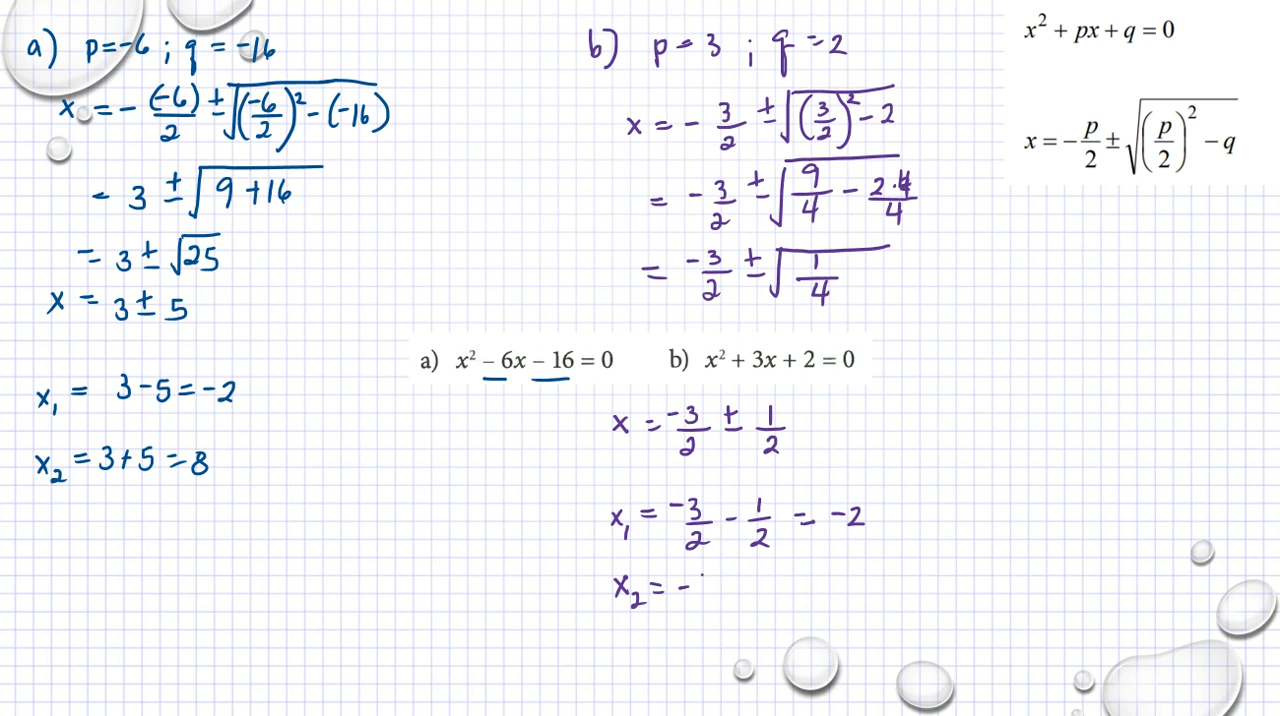 a) p = -6 ; q = -16
x = - (-6)/2 ± √((-6/2)² - (-16))
= 3 ± √(9 + 16)
= 3 ± √25
x = 3 ± 5
x₁ = 3 - 5 = -2
x₂ = 3 + 5 = 8
b) p = 3 ; q = 2
x = - 3/2 ± √((3/2)² - 2)
= -3/2 ± √(9/4 - 2·4/4)
= -3/2 ± √(1/4)
a) x² − 6x − 16 = 0
b) x² + 3x + 2 = 0
x = -3/2 ± 1/2
x₁ = -3/2 - 1/2 = -2
x₂ = -
x² + px + q = 0
x = −p/2 ± √((p/2)² − q)